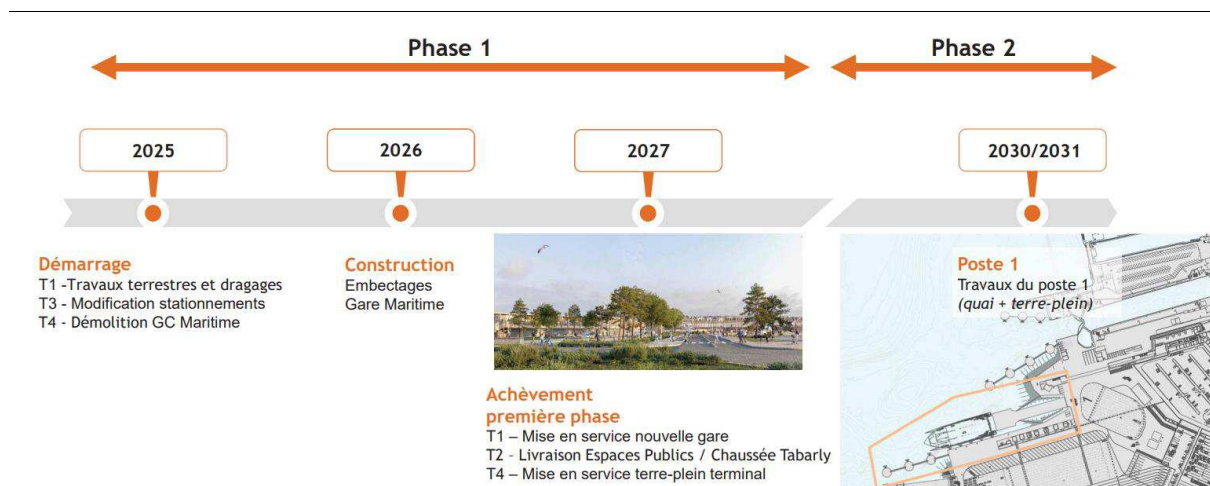 Phase 1
Phase 2
2025
2026
2027
2030/2031
Démarrage
T1 -Travaux terrestres et dragages
T3 - Modification stationnements
T4 - Démolition GC Maritime
Construction
Embectages
Gare Maritime
Achèvement
première phase
T1 – Mise en service nouvelle gare
T2 - Livraison Espaces Publics / Chaussée Tabarly
T4 – Mise en service terre-plein terminal
Poste 1
Travaux du poste 1
(quai + terre-plein)